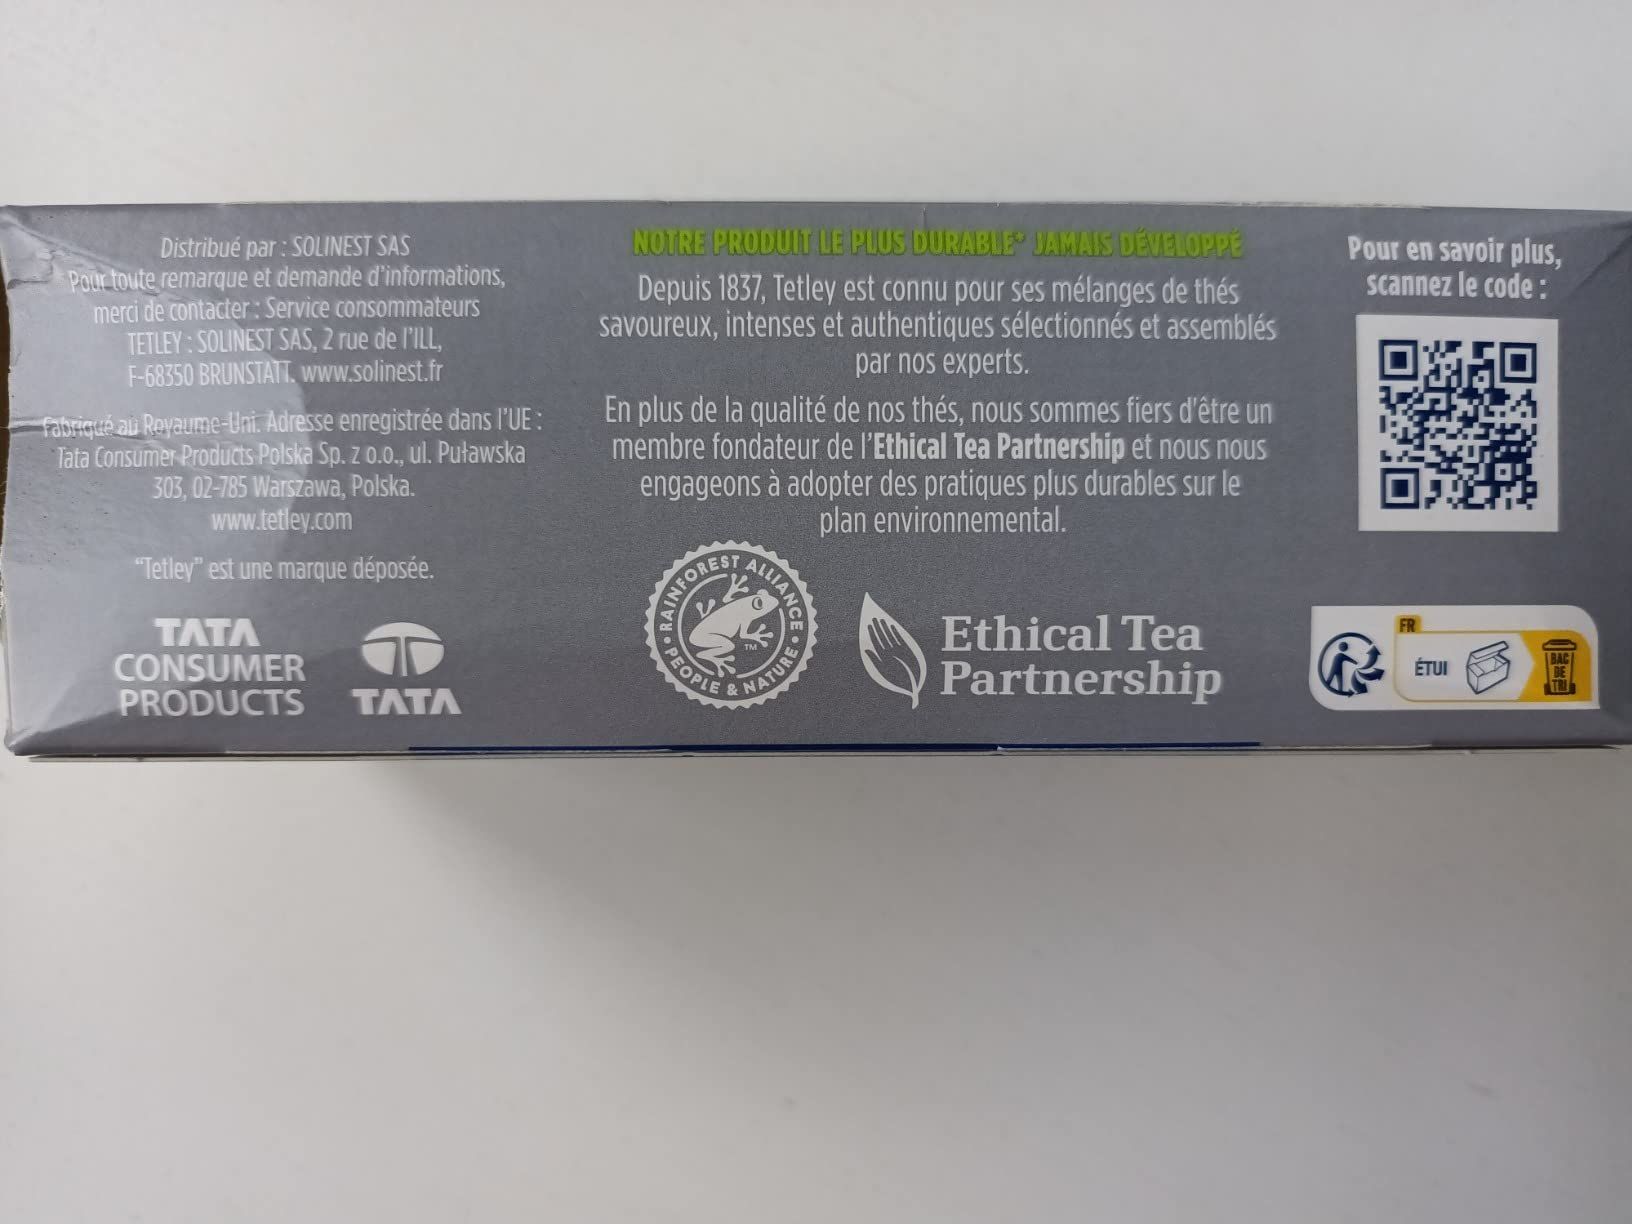 Distribué par : SOLINEST SAS
Pour toute remarque et demande d'informations,
merci de contacter : Service consommateurs
TETLEY : SOLINEST SAS, 2 rue de l'ILL,
F-68350 BRUNSTATT. www.solinest.fr
Fabriqué au Royaume-Uni. Adresse enregistrée dans l'UE :
Tata Consumer Products Polska Sp. z o.o., ul. Puławska
303, 02-785 Warszawa, Polska.
www.tetley.com
"Tetley" est une marque déposée.
TATA
CONSUMER
PRODUCTS
TATA
NOTRE PRODUIT LE PLUS DURABLE* JAMAIS DÉVELOPPÉ
Depuis 1837, Tetley est connu pour ses mélanges de thés
savoureux, intenses et authentiques sélectionnés et assemblés
par nos experts.
En plus de la qualité de nos thés, nous sommes fiers d'être un
membre fondateur de l'Ethical Tea Partnership et nous nous
engageons à adopter des pratiques plus durables sur le
plan environnemental.
RAINFOREST ALLIANCE
TM
PEOPLE & NATURE
Ethical Tea
Partnership
Pour en savoir plus,
scannez le code :
FR
ÉTUI
BAC
DE
TRI